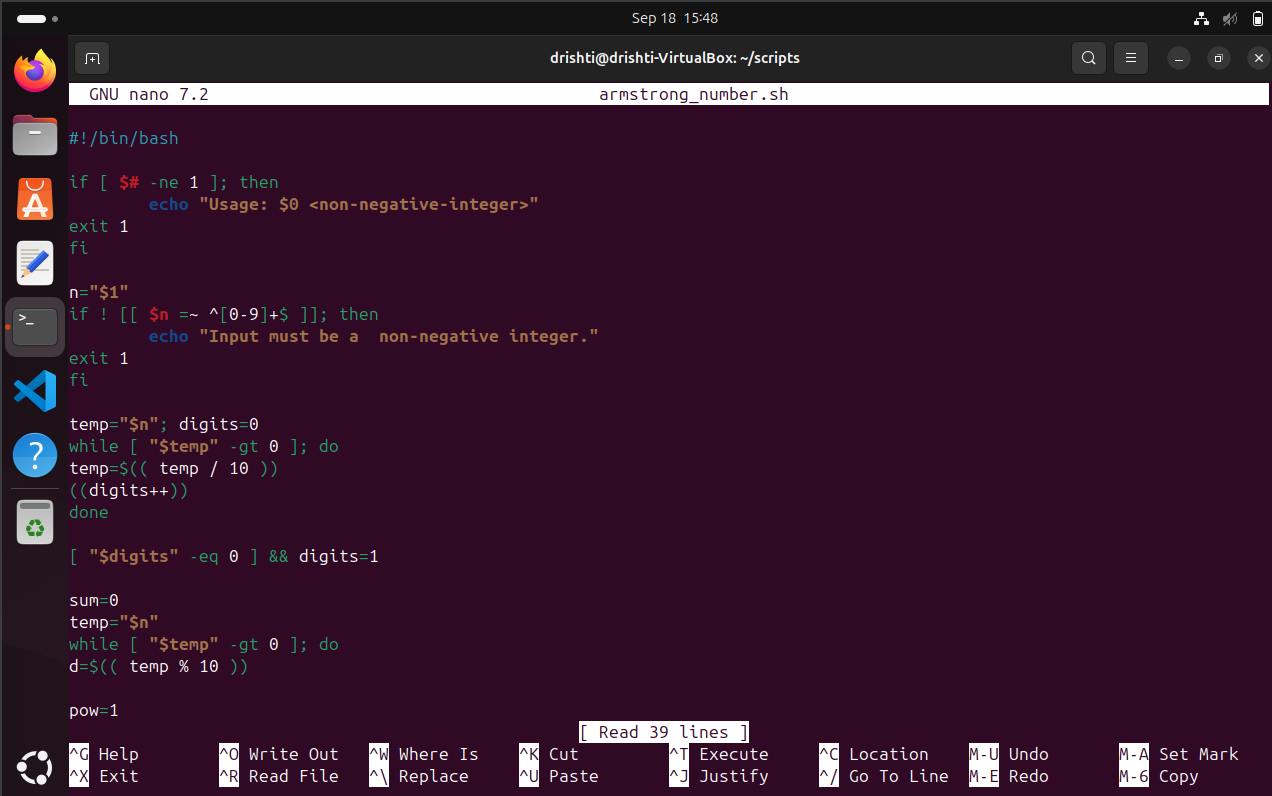 Sep 18 15:48
drishti@drishti-VirtualBox: ~/scripts
GNU nano 7.2 armstrong_number.sh
#!/bin/bash

if [ $# -ne 1 ]; then
        echo "Usage: $0 <non-negative-integer>"
exit 1
fi

n="$1"
if ! [[ $n =~ ^[0-9]+$ ]]; then
        echo "Input must be a  non-negative integer."
exit 1
fi

temp="$n"; digits=0
while [ "$temp" -gt 0 ]; do
temp=$(( temp / 10 ))
((digits++))
done

[ "$digits" -eq 0 ] && digits=1

sum=0
temp="$n"
while [ "$temp" -gt 0 ]; do
d=$(( temp % 10 ))

pow=1
[ Read 39 lines ]
^G Help ^O Write Out ^W Where Is ^K Cut ^T Execute ^C Location M-U Undo M-A Set Mark
^X Exit ^R Read File ^\ Replace ^U Paste ^J Justify ^/ Go To Line M-E Redo M-6 Copy